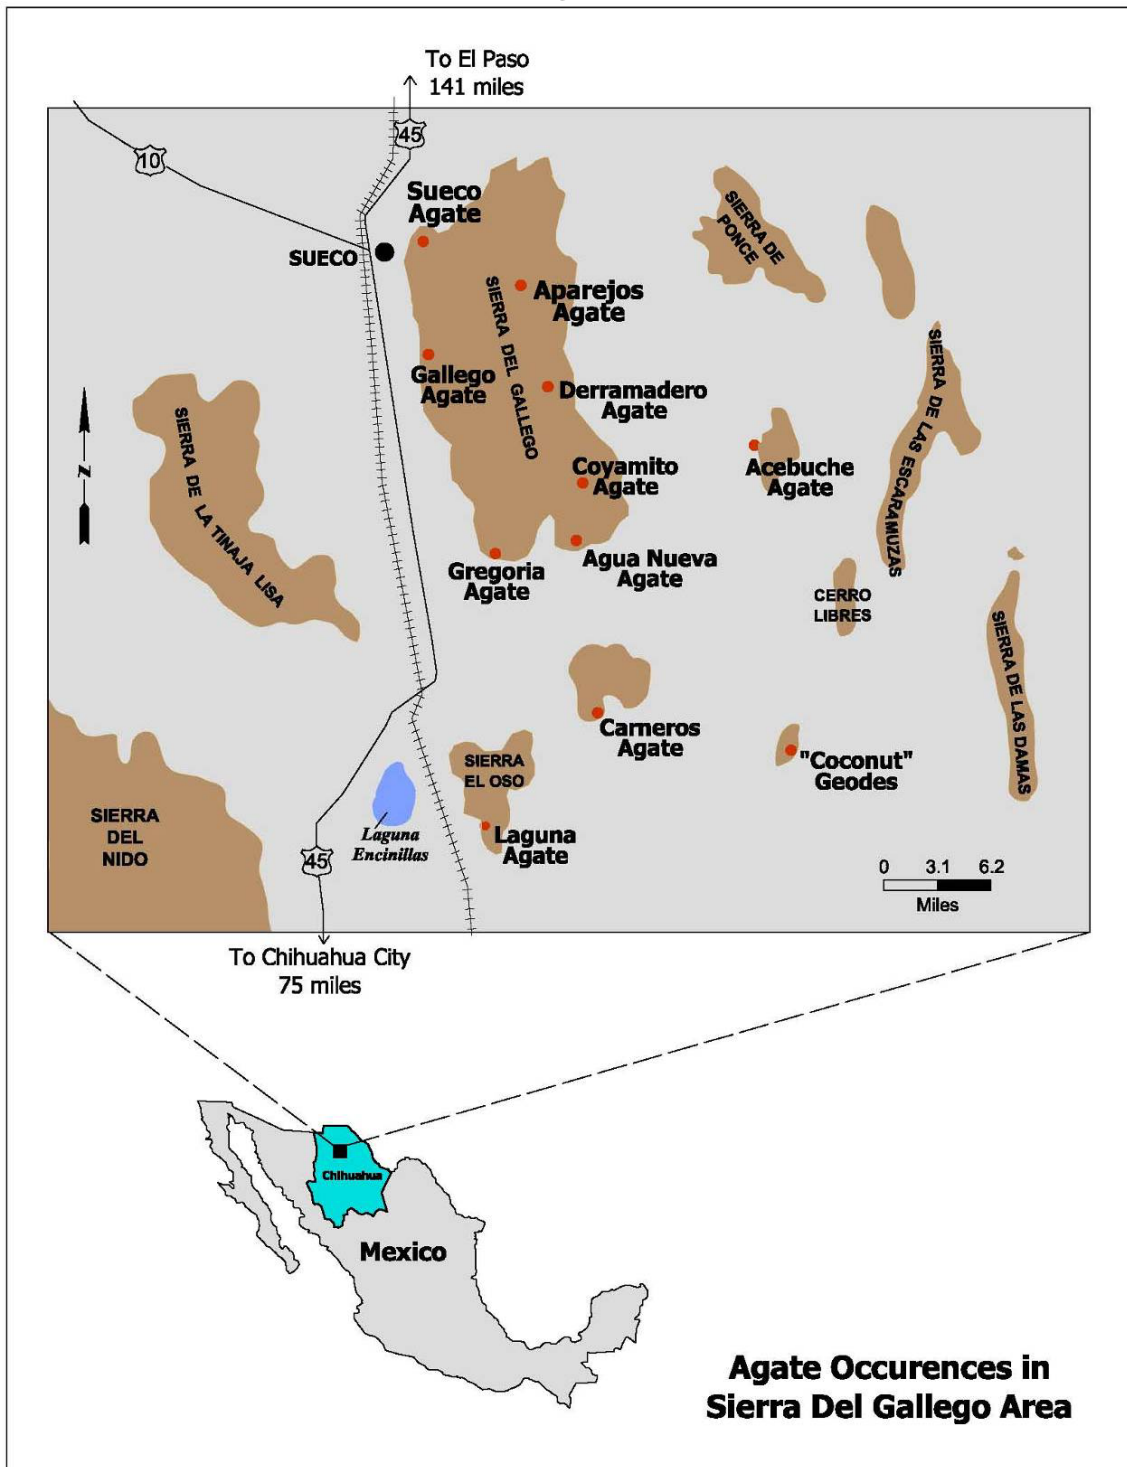 To El Paso
141 miles
45
10
Sueco
Agate
SUECO
SIERRA DE
PONCE
Aparejos
Agate
SIERRA DEL GALLEGO
Gallego
Agate
Derramadero
Agate
SIERRA DE LAS ESCARAMUZAS
N
SIERRA DE LA TINAJA LISA
Coyamito
Agate
Acebuche
Agate
Gregoria
Agate
Agua Nueva
Agate
CERRO
LIBRES
SIERRA DE LAS DAMAS
Carneros
Agate
"Coconut"
Geodes
SIERRA
EL OSO
SIERRA
DEL
NIDO
Laguna
Encinillas
Laguna
Agate
45
0 3.1 6.2
Miles
To Chihuahua City
75 miles
Chihuahua
Mexico
Agate Occurences in
Sierra Del Gallego Area